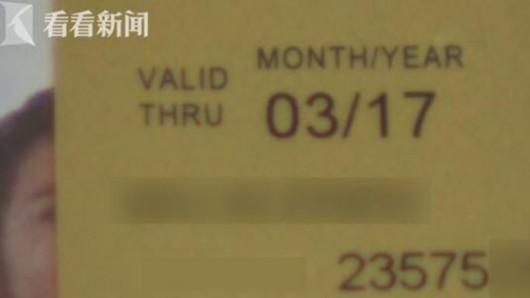 看看新闻
MONTH/YEAR
VALID
THRU
03/17
23575